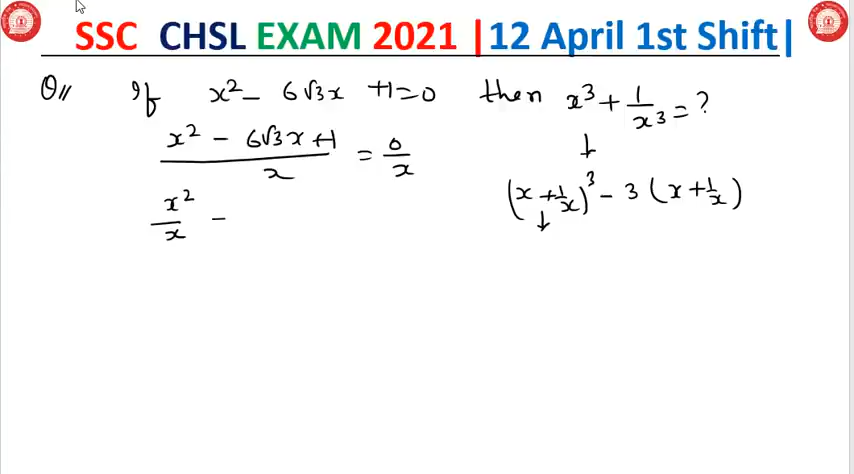 SSC CHSL EXAM 2021 |12 April 1st Shift|
Q// If x² - 6√3x +1=0 then x³ + 1/x³ = ?
(x² - 6√3x + 1)/x = 0/x
↓
x²/x -
(x + 1/x)³ - 3(x + 1/x)
↓